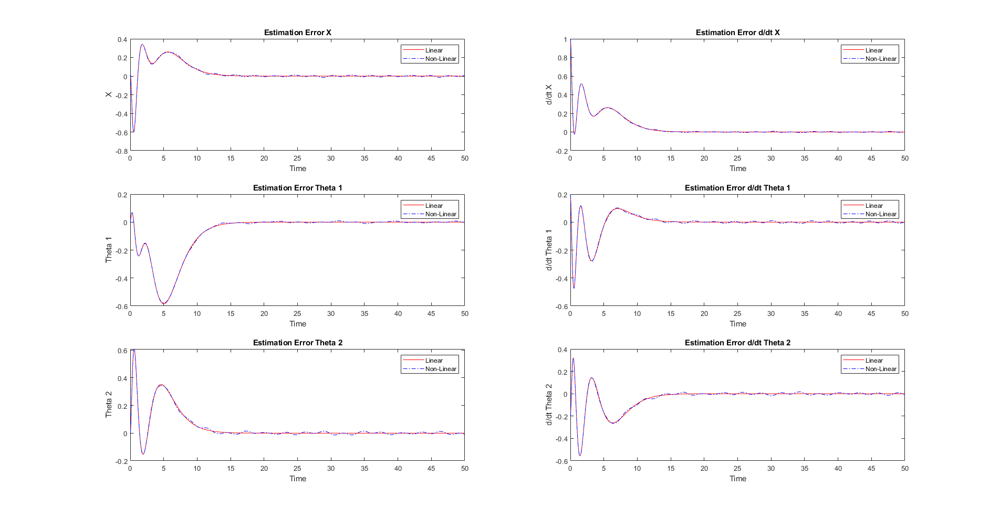 Estimation Error X
0.4
0.2
0
-0.2
-0.4
-0.6
-0.8
X
Linear
Non-Linear
0 5 10 15 20 25 30 35 40 45 50
Time
Estimation Error d/dt X
1
0.8
0.6
0.4
0.2
0
-0.2
d/dt X
Linear
Non-Linear
0 5 10 15 20 25 30 35 40 45 50
Time
Estimation Error Theta 1
0.2
0
-0.2
-0.4
-0.6
Theta 1
Linear
Non-Linear
0 5 10 15 20 25 30 35 40 45 50
Time
Estimation Error d/dt Theta 1
0.2
0
-0.2
-0.4
-0.6
d/dt Theta 1
Linear
Non-Linear
0 5 10 15 20 25 30 35 40 45 50
Time
Estimation Error Theta 2
0.6
0.4
0.2
0
-0.2
Theta 2
Linear
Non-Linear
0 5 10 15 20 25 30 35 40 45 50
Time
Estimation Error d/dt Theta 2
0.4
0.2
0
-0.2
-0.4
-0.6
d/dt Theta 2
Linear
Non-Linear
0 5 10 15 20 25 30 35 40 45 50
Time